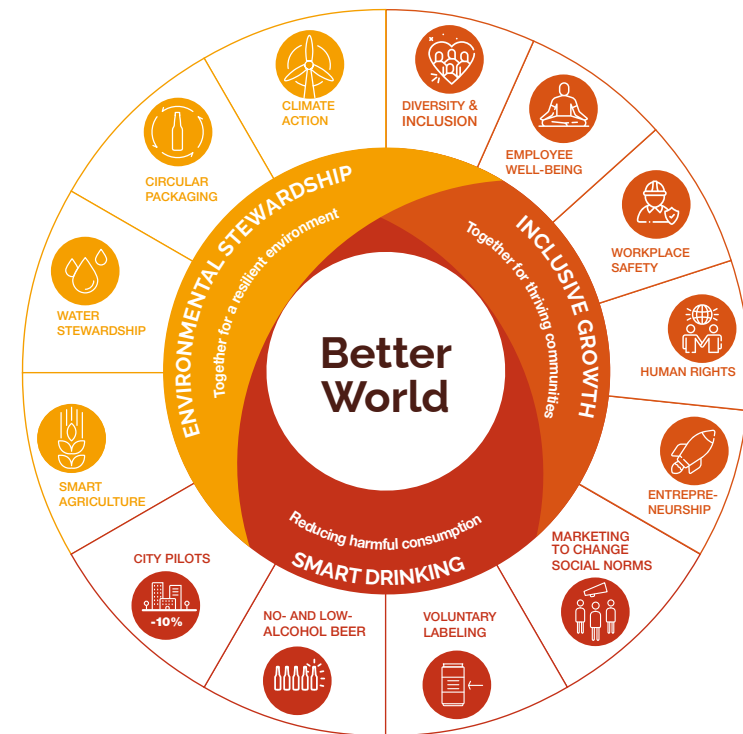 CLIMATE
ACTION
DIVERSITY &
INCLUSION
EMPLOYEE
WELL-BEING
WORKPLACE
SAFETY
HUMAN RIGHTS
ENTREPRE-
NEURSHIP
MARKETING
TO CHANGE
SOCIAL NORMS
VOLUNTARY
LABELING
NO- AND LOW-
ALCOHOL BEER
CITY PILOTS
-10%
SMART
AGRICULTURE
WATER
STEWARDSHIP
CIRCULAR
PACKAGING
ENVIRONMENTAL STEWARDSHIP
Together for a resilient environment
INCLUSIVE GROWTH
Together for thriving communities
Reducing harmful consumption
SMART DRINKING
Better
World